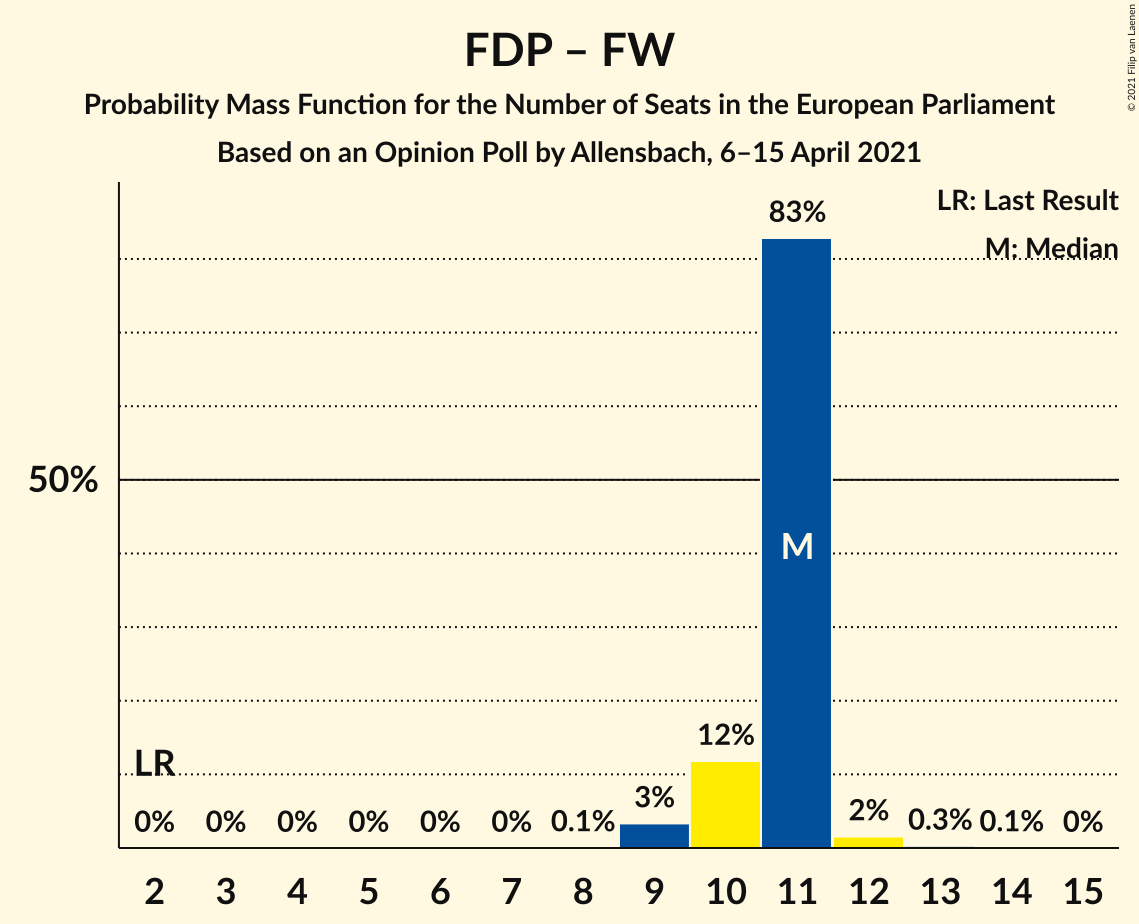 FDP – FW
Probability Mass Function for the Number of Seats in the European Parliament
Based on an Opinion Poll by Allensbach, 6–15 April 2021
© 2021 Filip van Laenen
LR: Last Result
M: Median
83%
50%
M
LR
12%
3%
2%
0% 0% 0% 0% 0% 0% 0.1% 0.3% 0.1% 0%
2 3 4 5 6 7 8 9 10 11 12 13 14 15